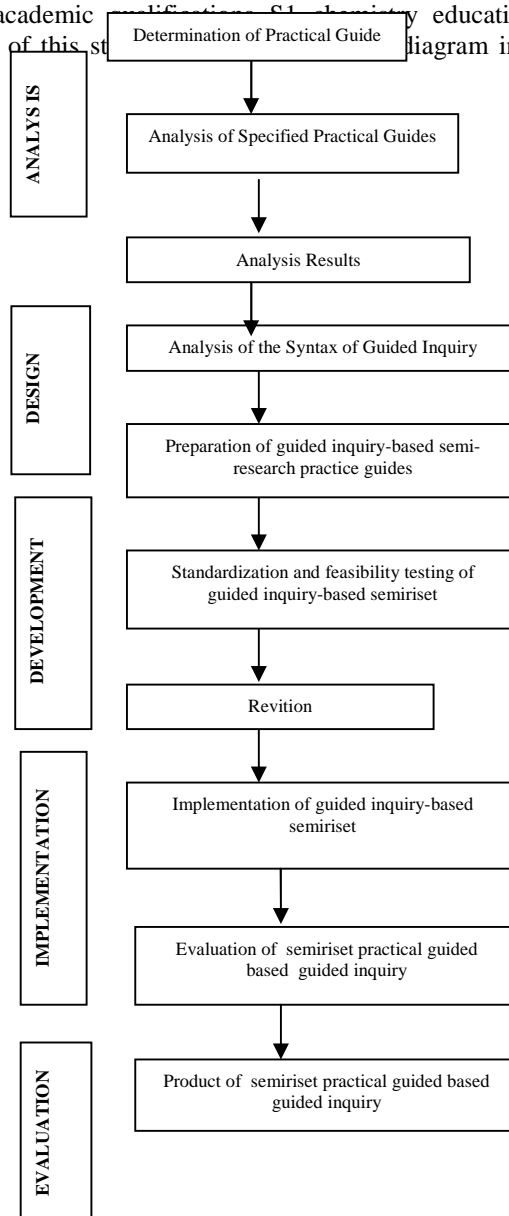 academic qualifications S1 chemistry educati
of this st diagram in
Determination of Practical Guide
ANALYS IS
Analysis of Specified Practical Guides
Analysis Results
DESIGN
Analysis of the Syntax of Guided Inquiry
Preparation of guided inquiry-based semi-
research practice guides
DEVELOPMENT
Standardization and feasibility testing of
guided inquiry-based semiriset
Revition
IMPLEMENTATION
Implementation of guided inquiry-based
semiriset
Evaluation of semiriset practical guided
based guided inquiry
EVALUATION
Product of semiriset practical guided based
guided inquiry